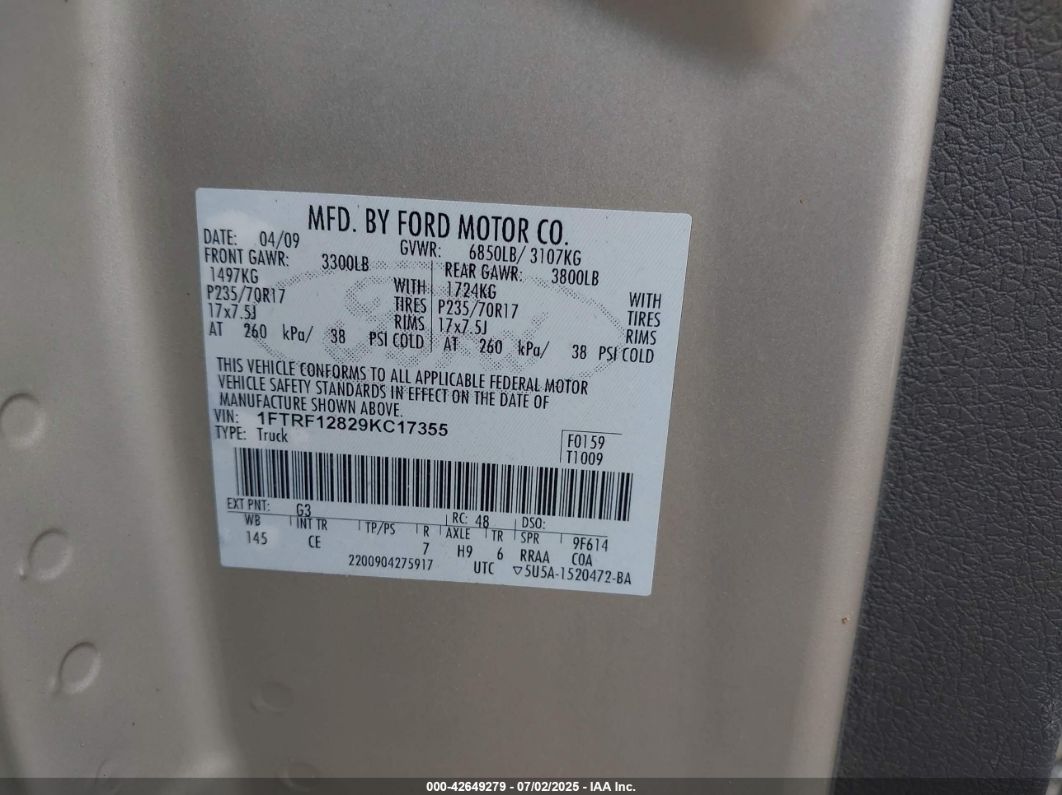 MFD. BY FORD MOTOR CO.
DATE: 04/09 GVWR: 6850LB/ 3107KG
FRONT GAWR: 3300LB REAR GAWR: 3800LB
1497KG WITH 1724KG WITH
P235/70R17 TIRES P235/70R17 TIRES
17x7.5J RIMS 17x7.5J RIMS
AT 260 kPa/ 38 PSI COLD AT 260 kPa/ 38 PSI COLD
THIS VEHICLE CONFORMS TO ALL APPLICABLE FEDERAL MOTOR
VEHICLE SAFETY STANDARDS IN EFFECT ON THE DATE OF
MANUFACTURE SHOWN ABOVE.
VIN: 1FTRF12829KC17355
TYPE: Truck
F0159
T1009
EXT PNT: G3 RC: 48 DSO:
WB INT TR TP/PS R AXLE TR SPR 9F614
145 CE 7 H9 6 RRAA COA
2200904275917 UTC ▽5U5A-1520472-BA
000-42649279 - 07/02/2025 - IAA Inc.